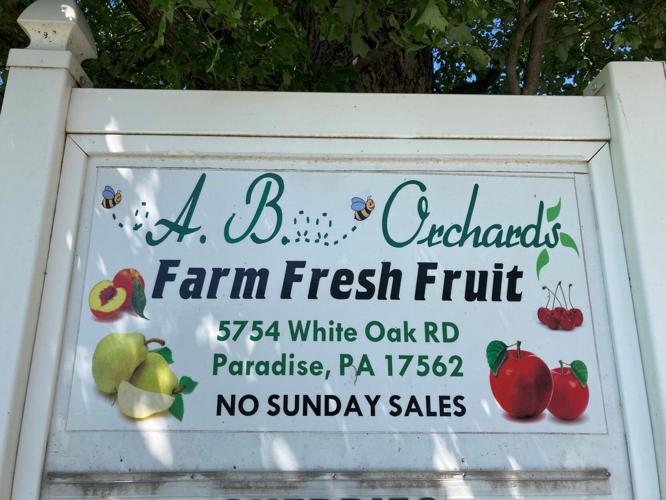 A. B. Orchards
Farm Fresh Fruit
5754 White Oak RD
Paradise, PA 17562
NO SUNDAY SALES